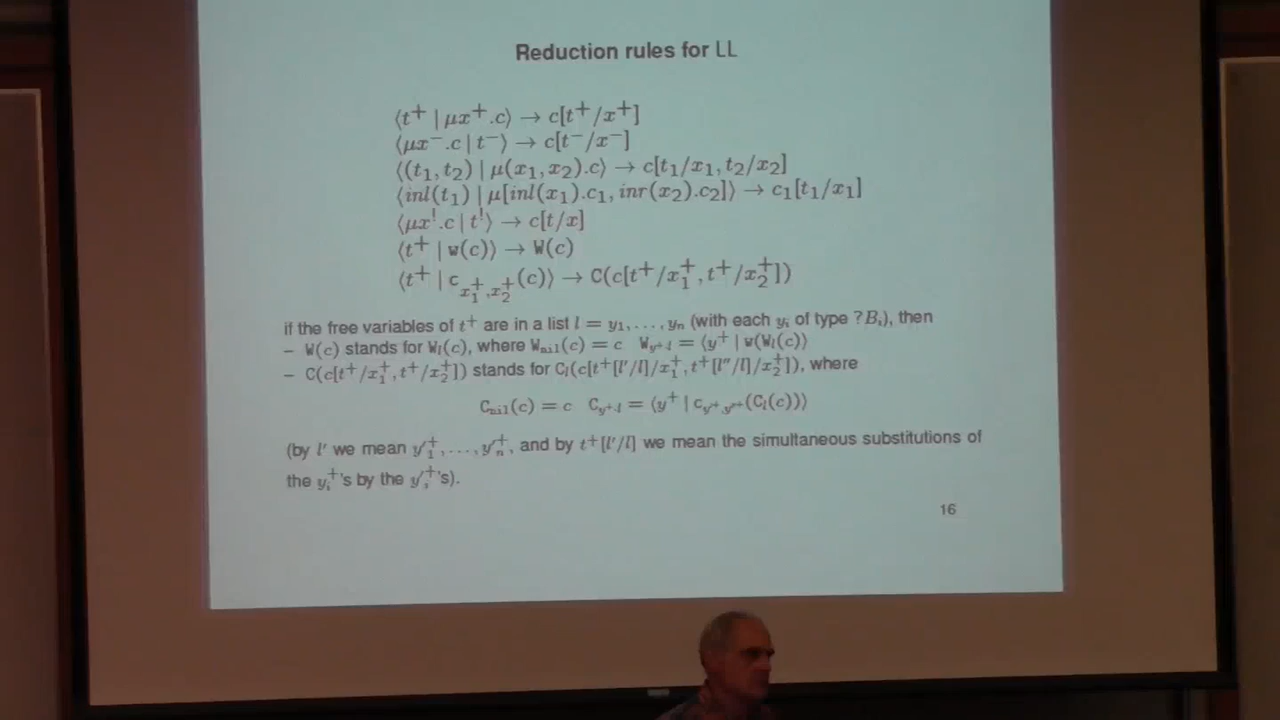 Reduction rules for LL
⟨t⁺ | μx⁺.c⟩ → c[t⁺/x⁺]
⟨μx⁻.c | t⁻⟩ → c[t⁻/x⁻]
⟨(t₁, t₂) | μ(x₁, x₂).c⟩ → c[t₁/x₁, t₂/x₂]
⟨inl(t₁) | μ[inl(x₁).c₁, inr(x₂).c₂]⟩ → c₁[t₁/x₁]
⟨μx^!.c | t^!⟩ → c[t/x]
⟨t⁺ | w(c)⟩ → W(c)
⟨t⁺ | c_{x₁⁺,x₂⁺}(c)⟩ → C(c[t⁺/x₁⁺, t⁺/x₂⁺])
if the free variables of t⁺ are in a list l = y₁, …, yₙ (with each yᵢ of type ?Bᵢ), then
– W(c) stands for W_l(c), where W_nil(c) = c W_{y⁺·l} = ⟨y⁺ | w(W_l(c)⟩
– C(c[t⁺/x₁⁺, t⁺/x₂⁺]) stands for C_l(c[t⁺[l′/l]/x₁⁺, t⁺[l″/l]/x₂⁺]), where
C_nil(c) = c C_{y⁺·l} = ⟨y⁺ | c_{y′⁺,y″⁺}(C_l(c))⟩
(by l′ we mean y′₁⁺, …, y′ₙ⁺, and by t⁺[l′/l] we mean the simultaneous substitutions of
the yᵢ⁺'s by the y′ᵢ⁺'s).
16